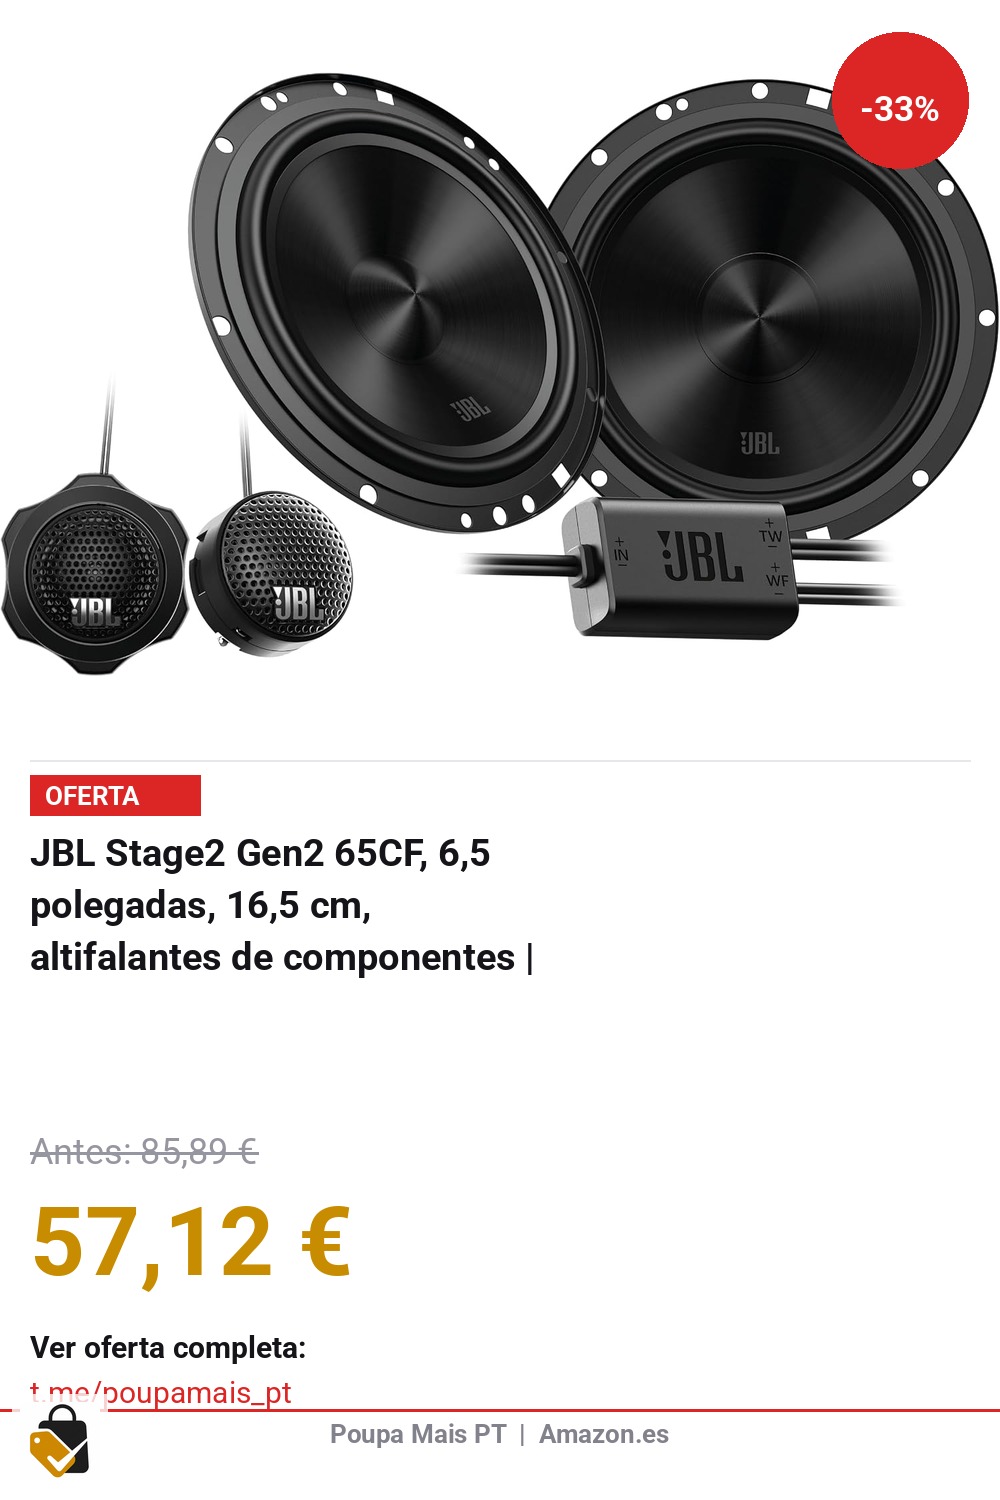 -33%
JBL
JBL
JBL
JBL
+
IN
−
JBL
+
TW
−
+
WF
−
OFERTA
JBL Stage2 Gen2 65CF, 6,5
polegadas, 16,5 cm,
altifalantes de componentes |
Antes: 85,89 €
57,12 €
Ver oferta completa:
t.me/poupamais_pt
Poupa Mais PT | Amazon.es